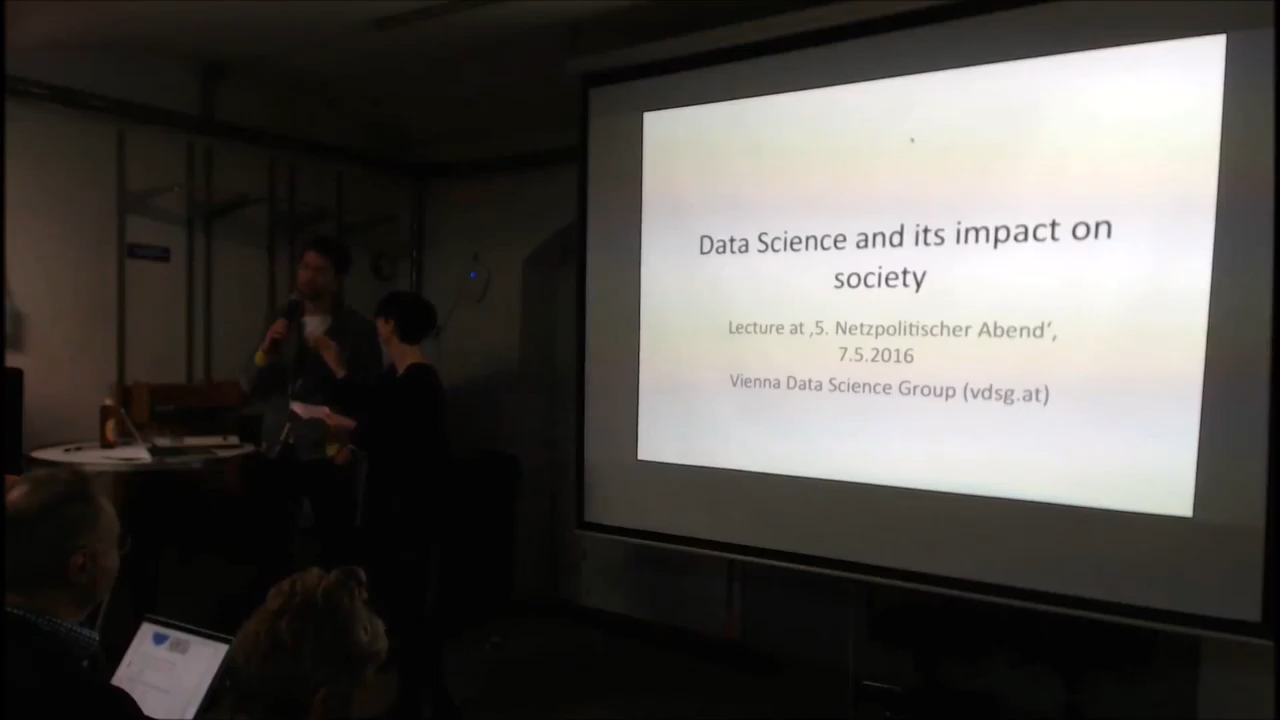 Data Science and its impact on
society
Lecture at ‚5. Netzpolitischer Abend‘,
7.5.2016
Vienna Data Science Group (vdsg.at)